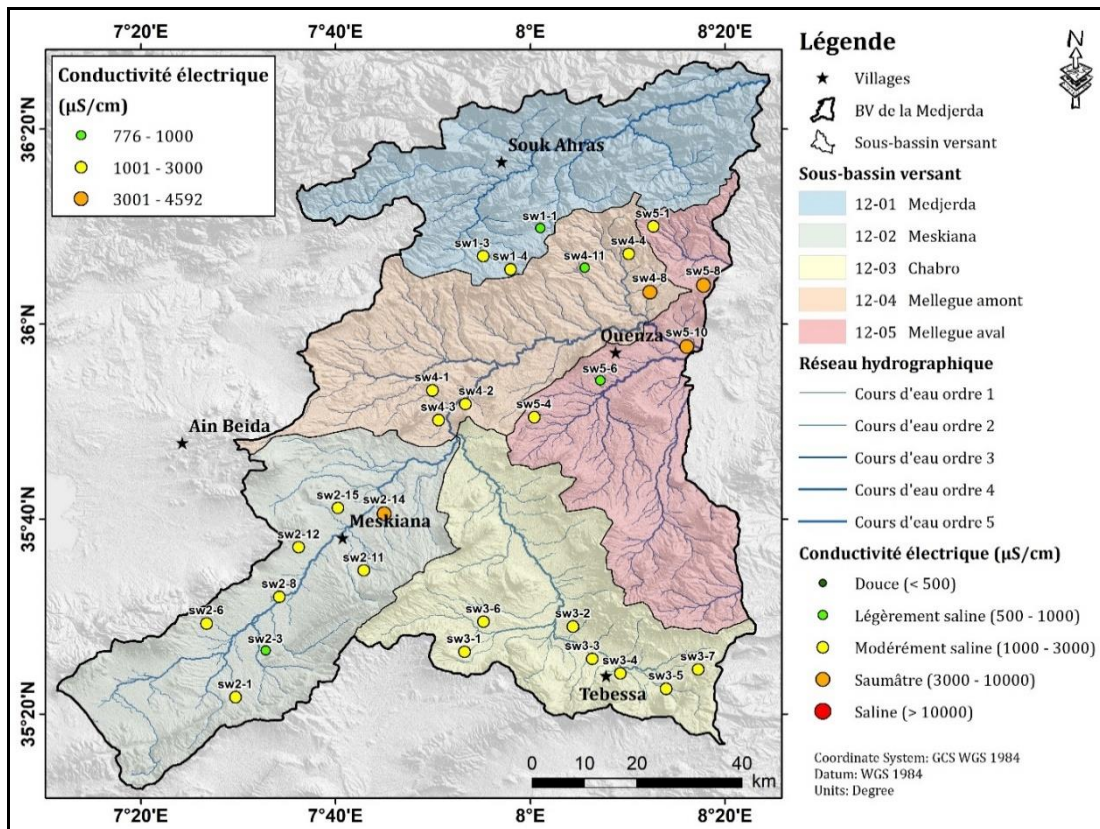 7°20'E
7°40'E
8°0'E
8°20'E
Conductivité électrique
(µS/cm)
776 - 1000
1001 - 3000
3001 - 4592
36°20'N
36°N
35°40'N
35°20'N
Souk Ahras
sw1-1
sw5-1
sw1-3
sw1-4
sw4-11
sw4-4
sw4-8
sw5-8
Quenza
sw5-10
sw5-6
sw4-1
sw4-2
sw4-3
sw5-4
Ain Beida
sw2-15
sw2-14
Meskiana
sw2-12
sw2-11
sw2-8
sw2-6
sw2-3
sw2-1
sw3-6
sw3-2
sw3-1
sw3-3
sw3-4
sw3-7
sw3-5
Tebessa
0 10 20 40
km
7°20'E
7°40'E
8°0'E
8°20'E
Légende
N
Villages
BV de la Medjerda
Sous-bassin versant
Sous-bassin versant
12-01 Medjerda
12-02 Meskiana
12-03 Chabro
12-04 Mellegue amont
12-05 Mellegue aval
Réseau hydrographique
Cours d'eau ordre 1
Cours d'eau ordre 2
Cours d'eau ordre 3
Cours d'eau ordre 4
Cours d'eau ordre 5
Conductivité électrique (µS/cm)
Douce (< 500)
Légèrement saline (500 - 1000)
Modérément saline (1000 - 3000)
Saumâtre (3000 - 10000)
Saline (> 10000)
Coordinate System: GCS WGS 1984
Datum: WGS 1984
Units: Degree